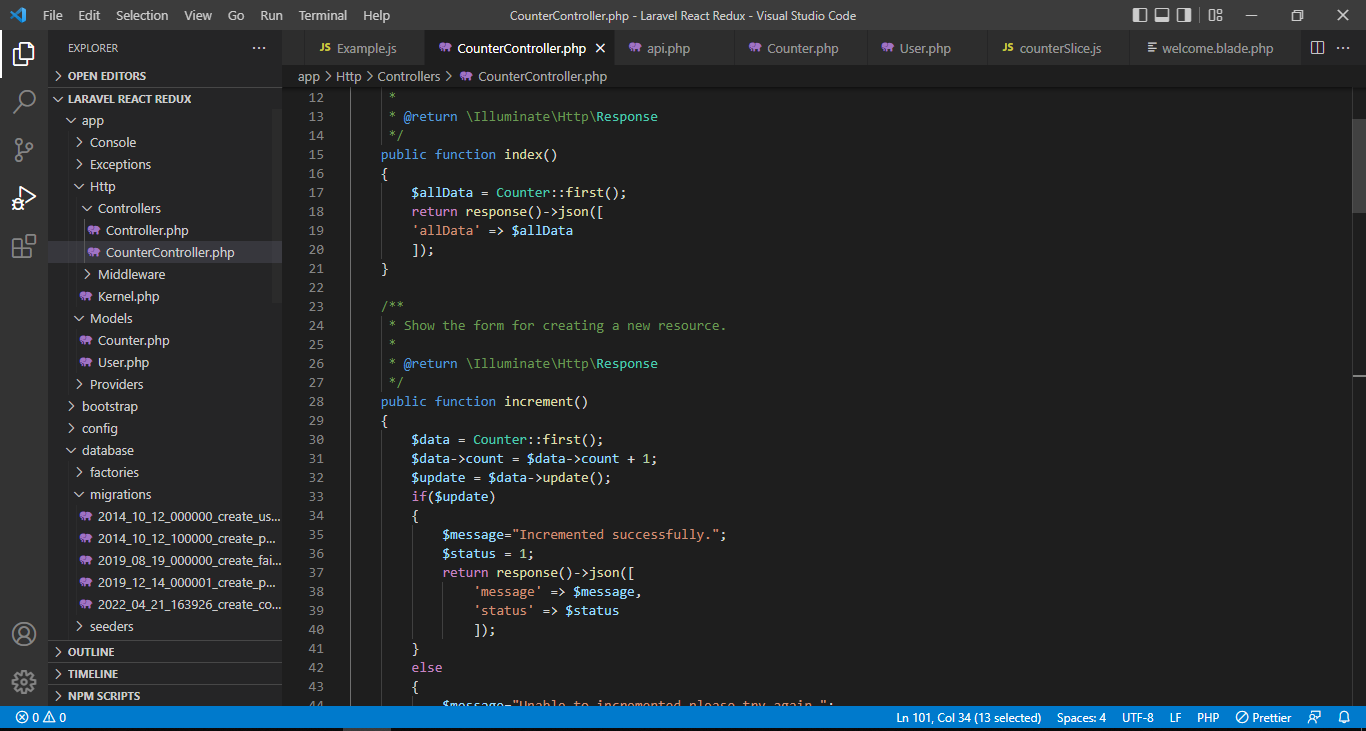 File Edit Selection View Go Run Terminal Help CounterController.php - Laravel React Redux - Visual Studio Code
EXPLORER
OPEN EDITORS
LARAVEL REACT REDUX
app
Console
Exceptions
Http
Controllers
Controller.php
CounterController.php
Middleware
Kernel.php
Models
Counter.php
User.php
Providers
bootstrap
config
database
factories
migrations
2014_10_12_000000_create_us...
2014_10_12_100000_create_p...
2019_08_19_000000_create_fai...
2019_12_14_000001_create_p...
2022_04_21_163926_create_co...
seeders
OUTLINE
TIMELINE
NPM SCRIPTS
JS Example.js CounterController.php api.php Counter.php User.php JS counterSlice.js welcome.blade.php
app > Http > Controllers > CounterController.php
12 *
13 * @return \Illuminate\Http\Response
14 */
15 public function index()
16 {
17 $allData = Counter::first();
18 return response()->json([
19 'allData' => $allData
20 ]);
21 }
22
23 /**
24 * Show the form for creating a new resource.
25 *
26 * @return \Illuminate\Http\Response
27 */
28 public function increment()
29 {
30 $data = Counter::first();
31 $data->count = $data->count + 1;
32 $update = $data->update();
33 if($update)
34 {
35 $message="Incremented successfully.";
36 $status = 1;
37 return response()->json([
38 'message' => $message,
39 'status' => $status
40 ]);
41 }
42 else
43 {
44 $message="Unable to incremented please try again.";
0 0 Ln 101, Col 34 (13 selected) Spaces: 4 UTF-8 LF PHP Prettier